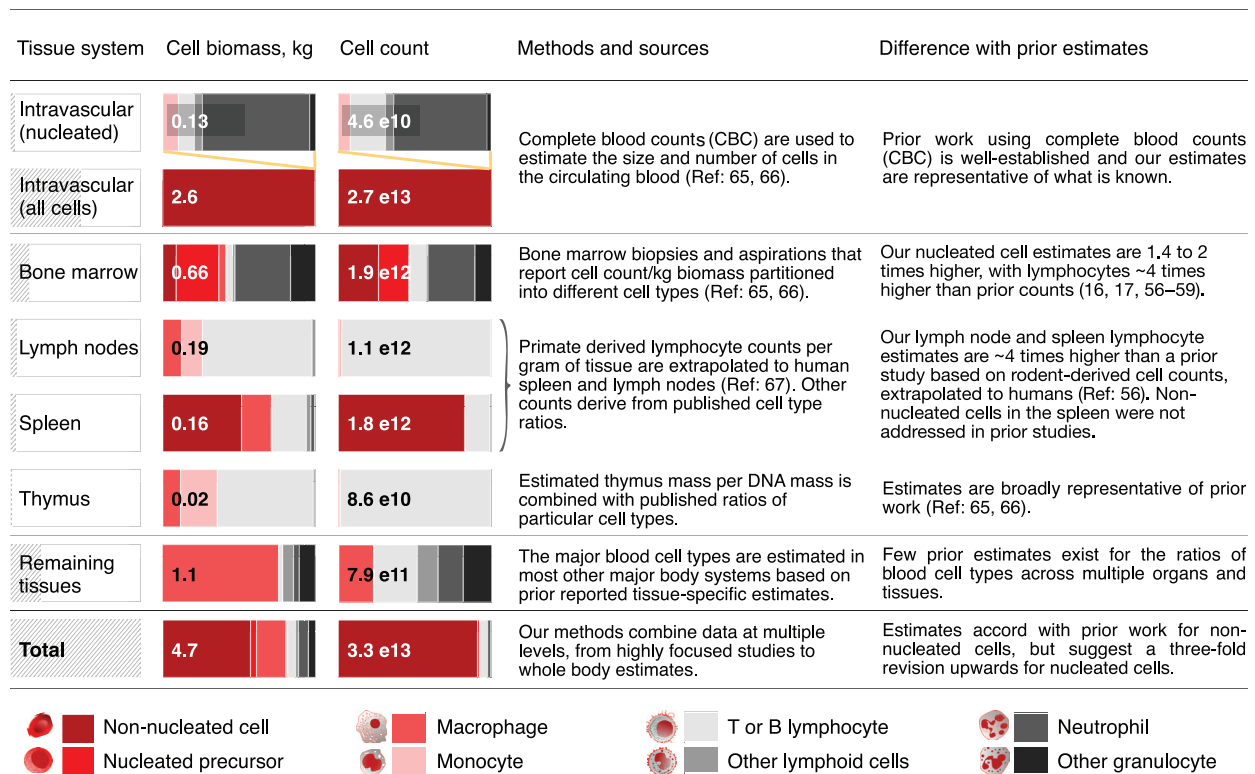 Tissue system Cell biomass, kg Cell count Methods and sources Difference with prior estimates
Intravascular
(nucleated)
0.13
4.6 e10
Intravascular
(all cells)
2.6
2.7 e13
Complete blood counts (CBC) are used to
estimate the size and number of cells in
the circulating blood (Ref: 65, 66).
Prior work using complete blood counts
(CBC) is well-established and our estimates
are representative of what is known.
Bone marrow
0.66
1.9 e12
Bone marrow biopsies and aspirations that
report cell count/kg biomass partitioned
into different cell types (Ref: 65, 66).
Our nucleated cell estimates are 1.4 to 2
times higher, with lymphocytes ~4 times
higher than prior counts (16, 17, 56–59).
Lymph nodes
0.19
1.1 e12
Spleen
0.16
1.8 e12
Primate derived lymphocyte counts per
gram of tissue are extrapolated to human
spleen and lymph nodes (Ref: 67). Other
counts derive from published cell type
ratios.
Our lymph node and spleen lymphocyte
estimates are ~4 times higher than a prior
study based on rodent-derived cell counts,
extrapolated to humans (Ref: 56). Non-
nucleated cells in the spleen were not
addressed in prior studies.
Thymus
0.02
8.6 e10
Estimated thymus mass per DNA mass is
combined with published ratios of
particular cell types.
Estimates are broadly representative of prior
work (Ref: 65, 66).
Remaining
tissues
1.1
7.9 e11
The major blood cell types are estimated in
most other major body systems based on
prior reported tissue-specific estimates.
Few prior estimates exist for the ratios of
blood cell types across multiple organs and
tissues.
Total
4.7
3.3 e13
Our methods combine data at multiple
levels, from highly focused studies to
whole body estimates.
Estimates accord with prior work for non-
nucleated cells, but suggest a three-fold
revision upwards for nucleated cells.
Non-nucleated cell Macrophage T or B lymphocyte Neutrophil
Nucleated precursor Monocyte Other lymphoid cells Other granulocyte